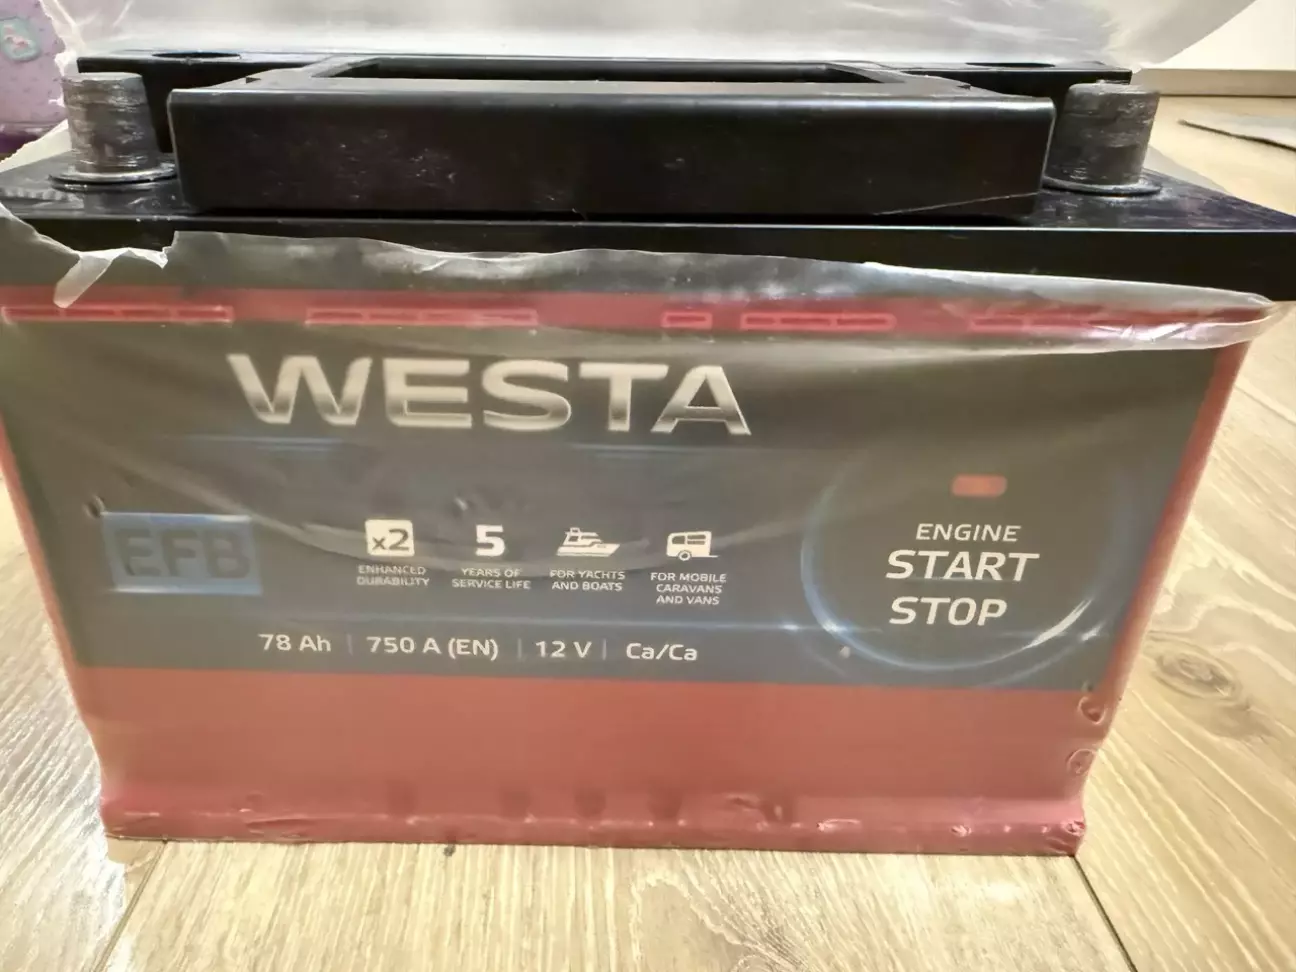 WESTA
EFB
x2
ENHANCED
DURABILITY
5
YEARS OF
SERVICE LIFE
FOR YACHTS
AND BOATS
FOR MOBILE
CARAVANS
AND VANS
ENGINE
START
STOP
78 Ah | 750 A (EN) | 12 V | Ca/Ca